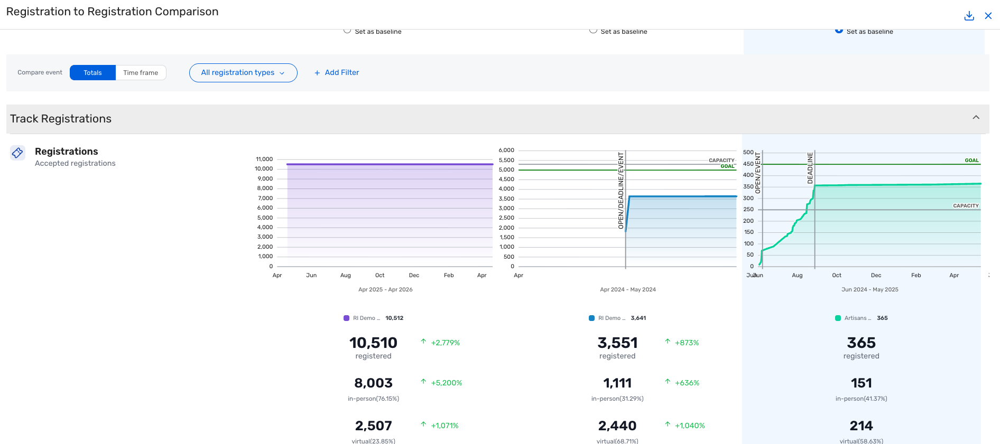 Registration to Registration Comparison
Set as baseline
Set as baseline
Set as baseline
Compare event
Totals
Time frame
All registration types
+ Add Filter
Track Registrations
Registrations
Accepted registrations
11,000
10,000
9,000
8,000
7,000
6,000
5,000
4,000
3,000
2,000
1,000
0
Apr
Jun
Aug
Oct
Dec
Feb
Apr
Apr 2025 - Apr 2026
6,000
5,500
5,000
4,500
4,000
3,500
3,000
2,500
2,000
1,500
1,000
500
0
OPEN/DEADLINE/EVENT
CAPACITY
GOAL
Apr
Apr 2024 - May 2024
500
450
400
350
300
250
200
150
100
50
0
OPEN/EVENT
DEADLINE
GOAL
CAPACITY
Jun
Aug
Oct
Dec
Feb
Apr
Jun 2024 - May 2025
RI Demo ... 10,512
RI Demo ... 3,641
Artisans ... 365
10,510
+2,779%
registered
3,551
+873%
registered
365
registered
8,003
+5,200%
in-person(76.15%)
1,111
+636%
in-person(31.29%)
151
in-person(41.37%)
2,507
+1,071%
virtual(23.85%)
2,440
+1,040%
virtual(68.71%)
214
virtual(58.63%)